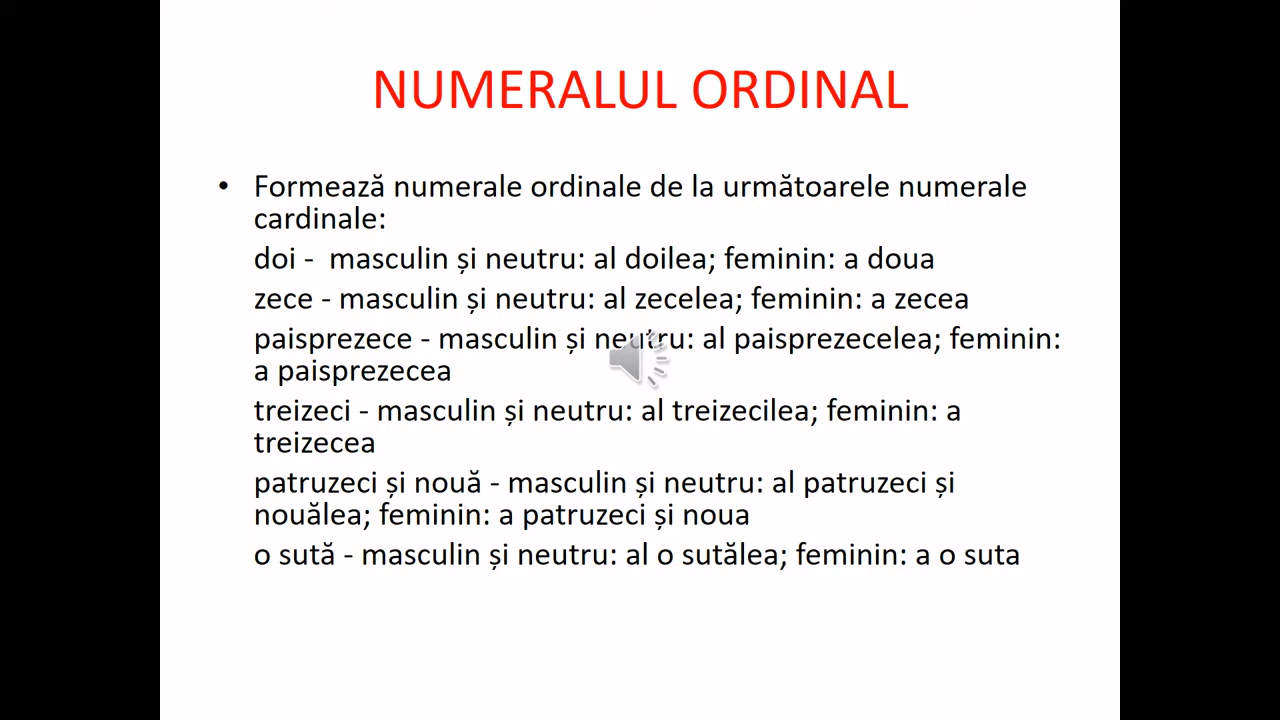 NUMERALUL ORDINAL
• Formează numerale ordinale de la următoarele numerale
cardinale:
doi -  masculin și neutru: al doilea; feminin: a doua
zece - masculin și neutru: al zecelea; feminin: a zecea
paisprezece - masculin și neutru: al paisprezecelea; feminin:
a paisprezecea
treizeci - masculin și neutru: al treizecilea; feminin: a
treizecea
patruzeci și nouă - masculin și neutru: al patruzeci și
nouălea; feminin: a patruzeci și noua
o sută - masculin și neutru: al o sutălea; feminin: a o suta